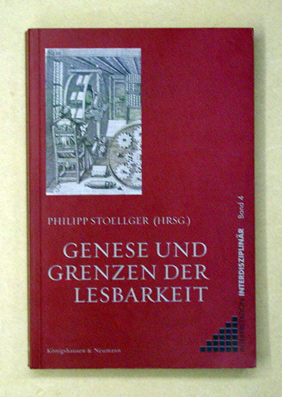 PHILIPP STOELLGER (HRSG.)
GENESE UND
GRENZEN DER
LESBARKEIT
Königshausen & Neumann
INTERDISZIPLINÄR
Band 4